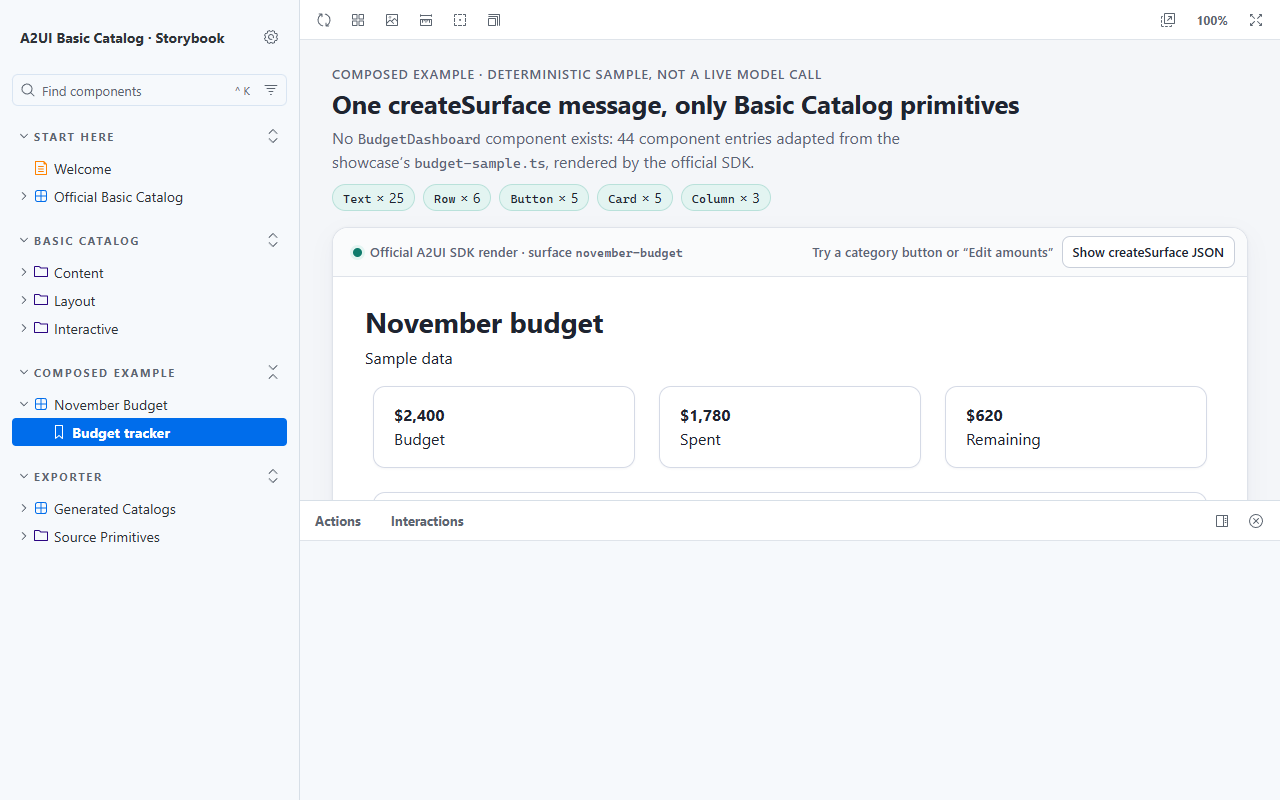 A2UI Basic Catalog · Storybook
Find components
^ K
START HERE
Welcome
Official Basic Catalog
BASIC CATALOG
Content
Layout
Interactive
COMPOSED EXAMPLE
November Budget
Budget tracker
EXPORTER
Generated Catalogs
Source Primitives
100%
COMPOSED EXAMPLE · DETERMINISTIC SAMPLE, NOT A LIVE MODEL CALL
One createSurface message, only Basic Catalog primitives
No BudgetDashboard component exists: 44 component entries adapted from the
showcase’s budget-sample.ts, rendered by the official SDK.
Text × 25
Row × 6
Button × 5
Card × 5
Column × 3
Official A2UI SDK render · surface november-budget
Try a category button or “Edit amounts”
Show createSurface JSON
November budget
Sample data
$2,400
Budget
$1,780
Spent
$620
Remaining
Actions
Interactions